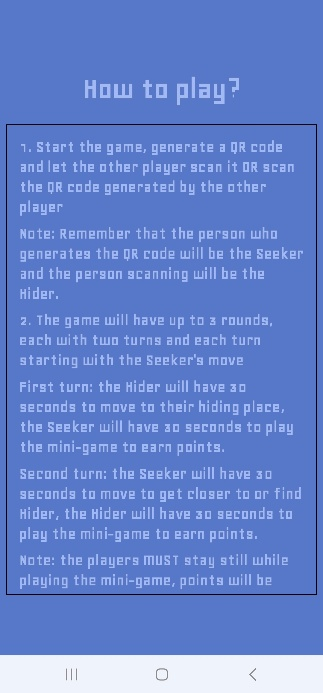 How to play?
1. Start the game, generate a QR code
and let the other player scan it OR scan
the QR code generated by the other
player
Note: Remember that the person who
generates the QR code will be the Seeker
and the person scanning will be the
Hider.
2. The game will have up to 3 rounds,
each with two turns and each turn
starting with the Seeker's move
First turn: the Hider will have 30
seconds to move to their hiding place,
the Seeker will have 30 seconds to play
the mini-game to earn points.
Second turn: the Seeker will have 30
seconds to move to get closer to or find
Hider, the Hider will have 30 seconds to
play the mini-game to earn points.
Note: the players MUST stay still while
playing the mini-game, points will be